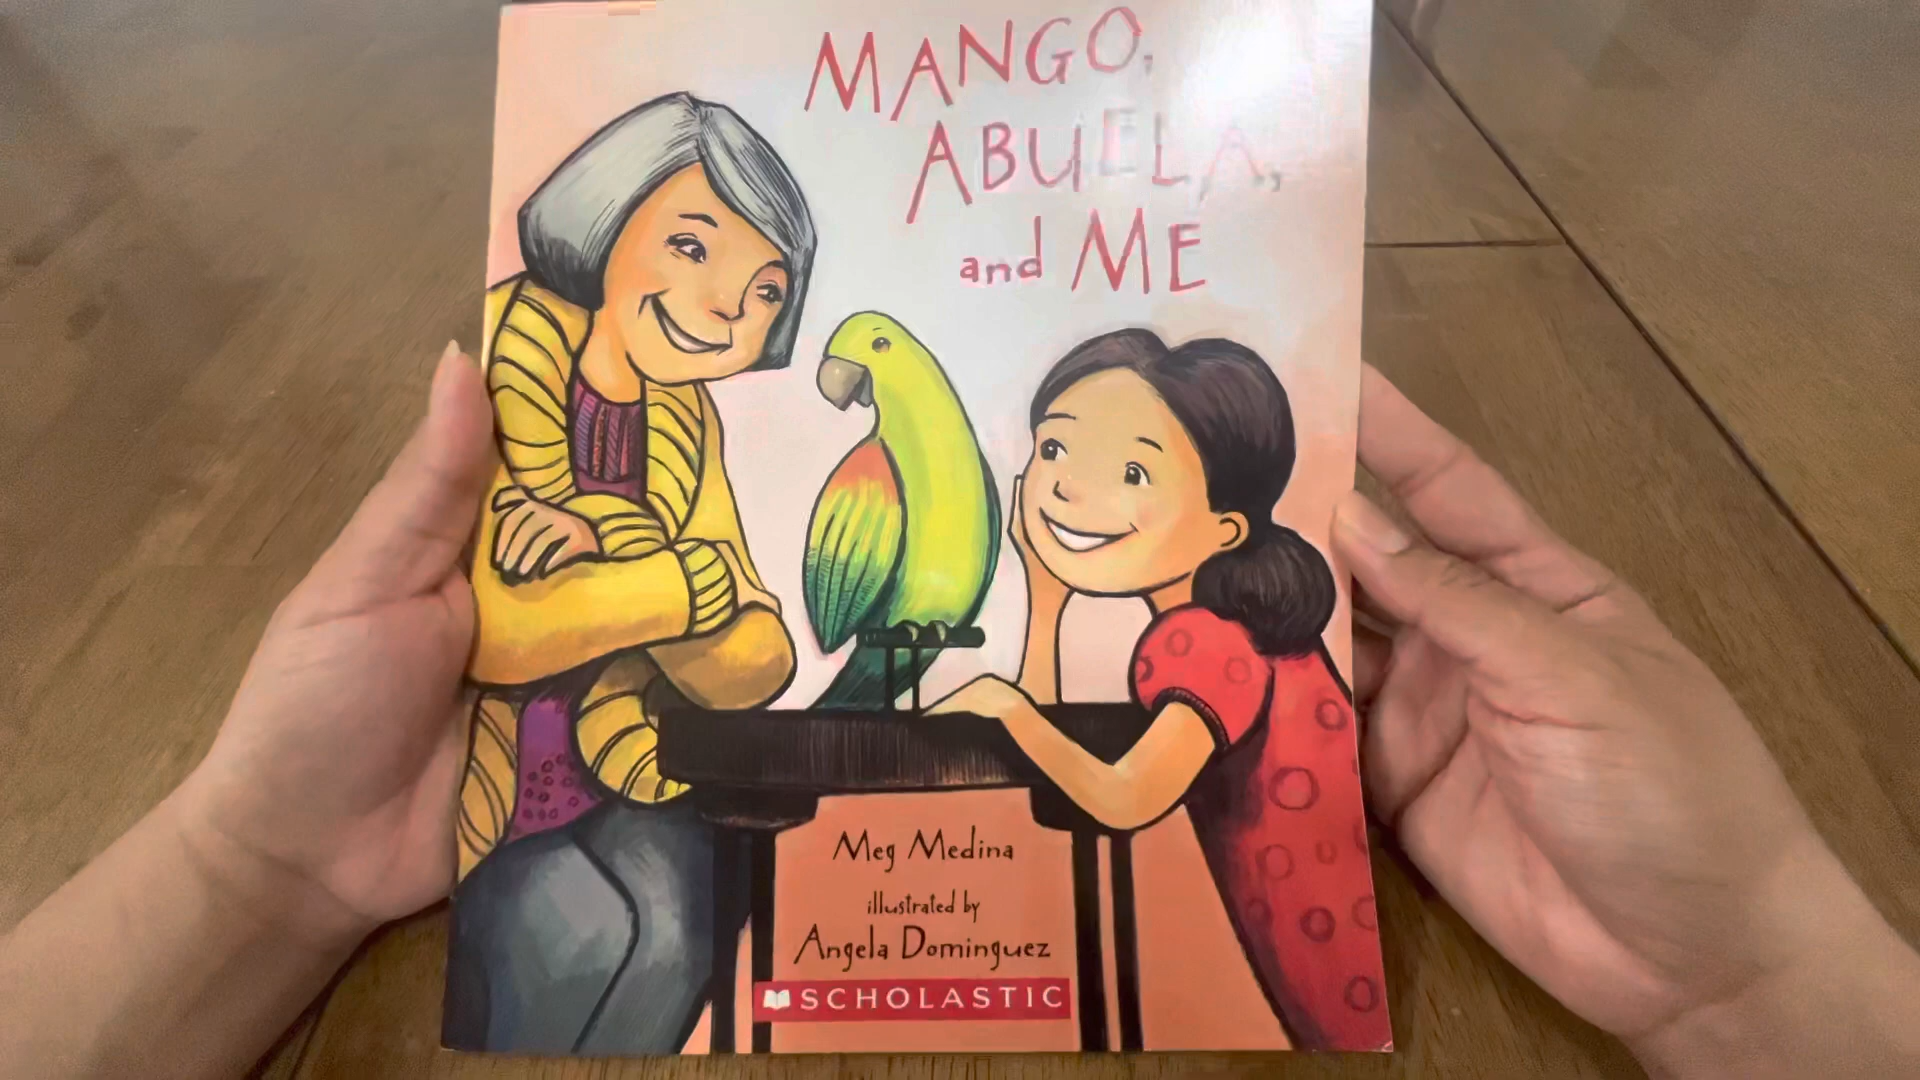 MANGO,
ABUELA,
and ME
Meg Medina
illustrated by
Angela Dominguez
SCHOLASTIC